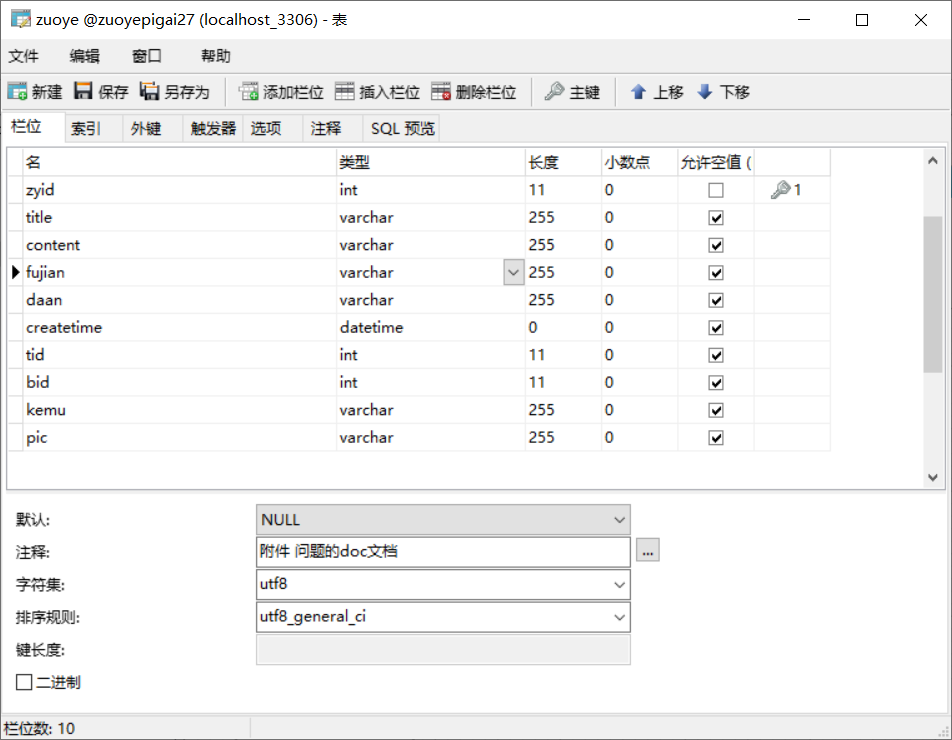 zuoye @zuoyepigai27 (localhost_3306) - 表
文件 编辑 窗口 帮助
新建 保存 另存为 添加栏位 插入栏位 删除栏位 主键 上移 下移
栏位 索引 外键 触发器 选项 注释 SQL 预览
名 类型 长度 小数点 允许空值 (
zyid int 11 0 1
title varchar 255 0
content varchar 255 0
fujian varchar 255 0
daan varchar 255 0
createtime datetime 0 0
tid int 11 0
bid int 11 0
kemu varchar 255 0
pic varchar 255 0
默认: NULL
注释: 附件 问题的doc文档 ...
字符集: utf8
排序规则: utf8_general_ci
键长度:
二进制
栏位数: 10